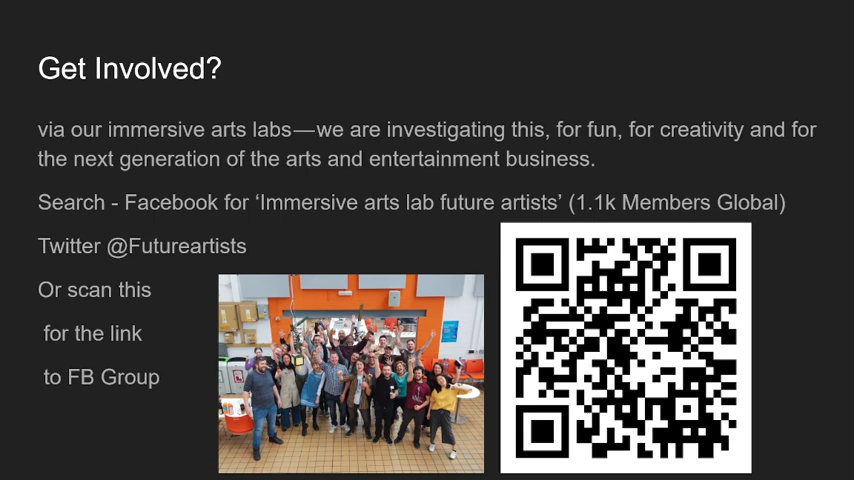 Get Involved?
via our immersive arts labs — we are investigating this, for fun, for creativity and for
the next generation of the arts and entertainment business.
Search - Facebook for ‘Immersive arts lab future artists’ (1.1k Members Global)
Twitter @Futureartists
Or scan this
for the link
to FB Group